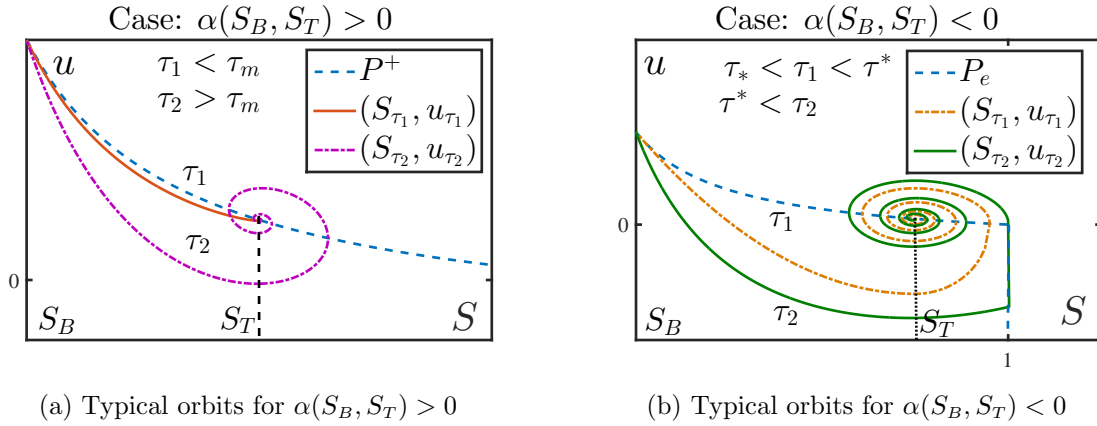 Case: α(S_B, S_T) > 0
u
τ_1 < τ_m
τ_2 > τ_m
P^+
(S_{τ_1}, u_{τ_1})
(S_{τ_2}, u_{τ_2})
τ_1
τ_2
0
S_B
S_T
S
(a) Typical orbits for α(S_B, S_T) > 0
Case: α(S_B, S_T) < 0
u
τ_* < τ_1 < τ^*
τ^* < τ_2
P_e
(S_{τ_1}, u_{τ_1})
(S_{τ_2}, u_{τ_2})
0
τ_1
τ_2
S_B
S_T
S
1
(b) Typical orbits for α(S_B, S_T) < 0